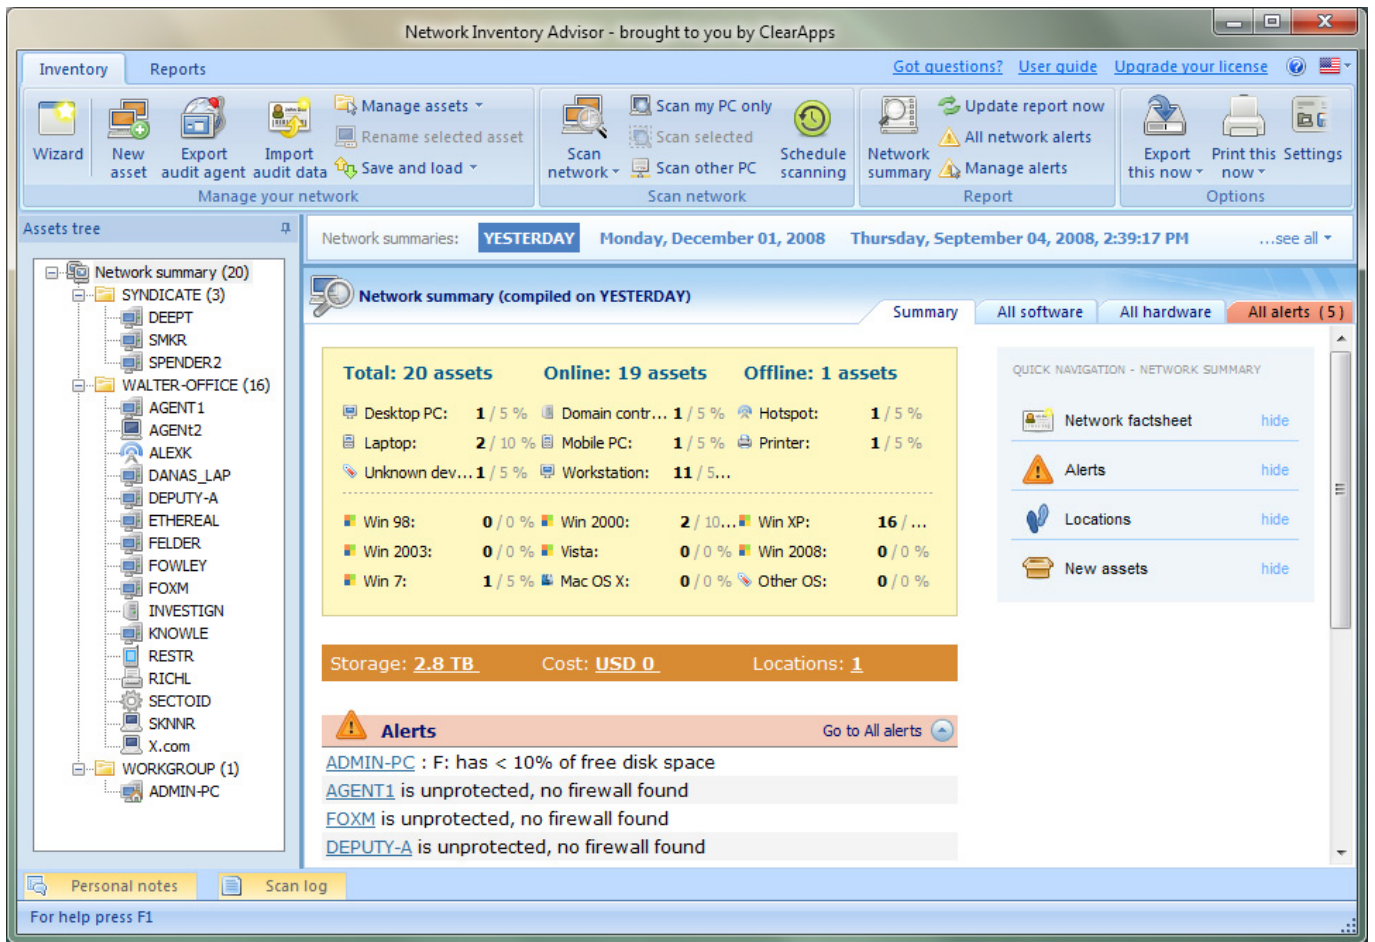 Network Inventory Advisor - brought to you by ClearApps
Inventory Reports Got questions? User guide Upgrade your license
Wizard
New asset
Export audit agent
Import audit data
Manage assets
Rename selected asset
Save and load
Manage your network
Scan network
Scan my PC only
Scan selected
Scan other PC
Schedule scanning
Scan network
Network summary
Update report now
All network alerts
Manage alerts
Report
Export this now
Print this now
Settings
Options
Assets tree
Network summary (20)
SYNDICATE (3)
DEEPT
SMKR
SPENDER2
WALTER-OFFICE (16)
AGENT1
AGENt2
ALEXK
DANAS_LAP
DEPUTY-A
ETHEREAL
FELDER
FOWLEY
FOXM
INVESTIGN
KNOWLE
RESTR
RICHL
SECTOID
SKNNR
X.com
WORKGROUP (1)
ADMIN-PC
Network summaries: YESTERDAY Monday, December 01, 2008 Thursday, September 04, 2008, 2:39:17 PM ...see all
Network summary (compiled on YESTERDAY)
Summary All software All hardware All alerts (5)
Total: 20 assets Online: 19 assets Offline: 1 assets
Desktop PC: 1 / 5 % Domain contr... 1 / 5 % Hotspot: 1 / 5 %
Laptop: 2 / 10 % Mobile PC: 1 / 5 % Printer: 1 / 5 %
Unknown dev... 1 / 5 % Workstation: 11 / 5...
Win 98: 0 / 0 % Win 2000: 2 / 10... Win XP: 16 / ...
Win 2003: 0 / 0 % Vista: 0 / 0 % Win 2008: 0 / 0 %
Win 7: 1 / 5 % Mac OS X: 0 / 0 % Other OS: 0 / 0 %
Storage: 2.8 TB Cost: USD 0 Locations: 1
Alerts Go to All alerts
ADMIN-PC : F: has < 10% of free disk space
AGENT1 is unprotected, no firewall found
FOXM is unprotected, no firewall found
DEPUTY-A is unprotected, no firewall found
QUICK NAVIGATION - NETWORK SUMMARY
Network factsheet hide
Alerts hide
Locations hide
New assets hide
Personal notes Scan log
For help press F1